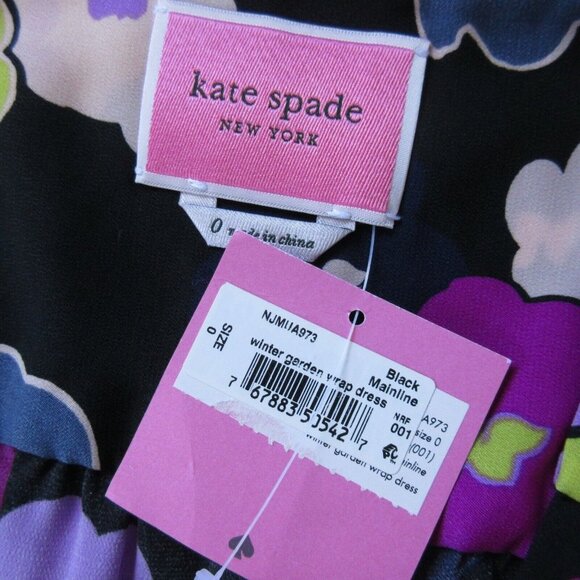 kate spade
NEW YORK
0
Made in china
NJMUA973
SIZE
0
winter garden wrap dress
Black
Mainline
7 67883 50542 7
NRF
001
A973
size 0
(001)
ainline
winter garden wrap dress